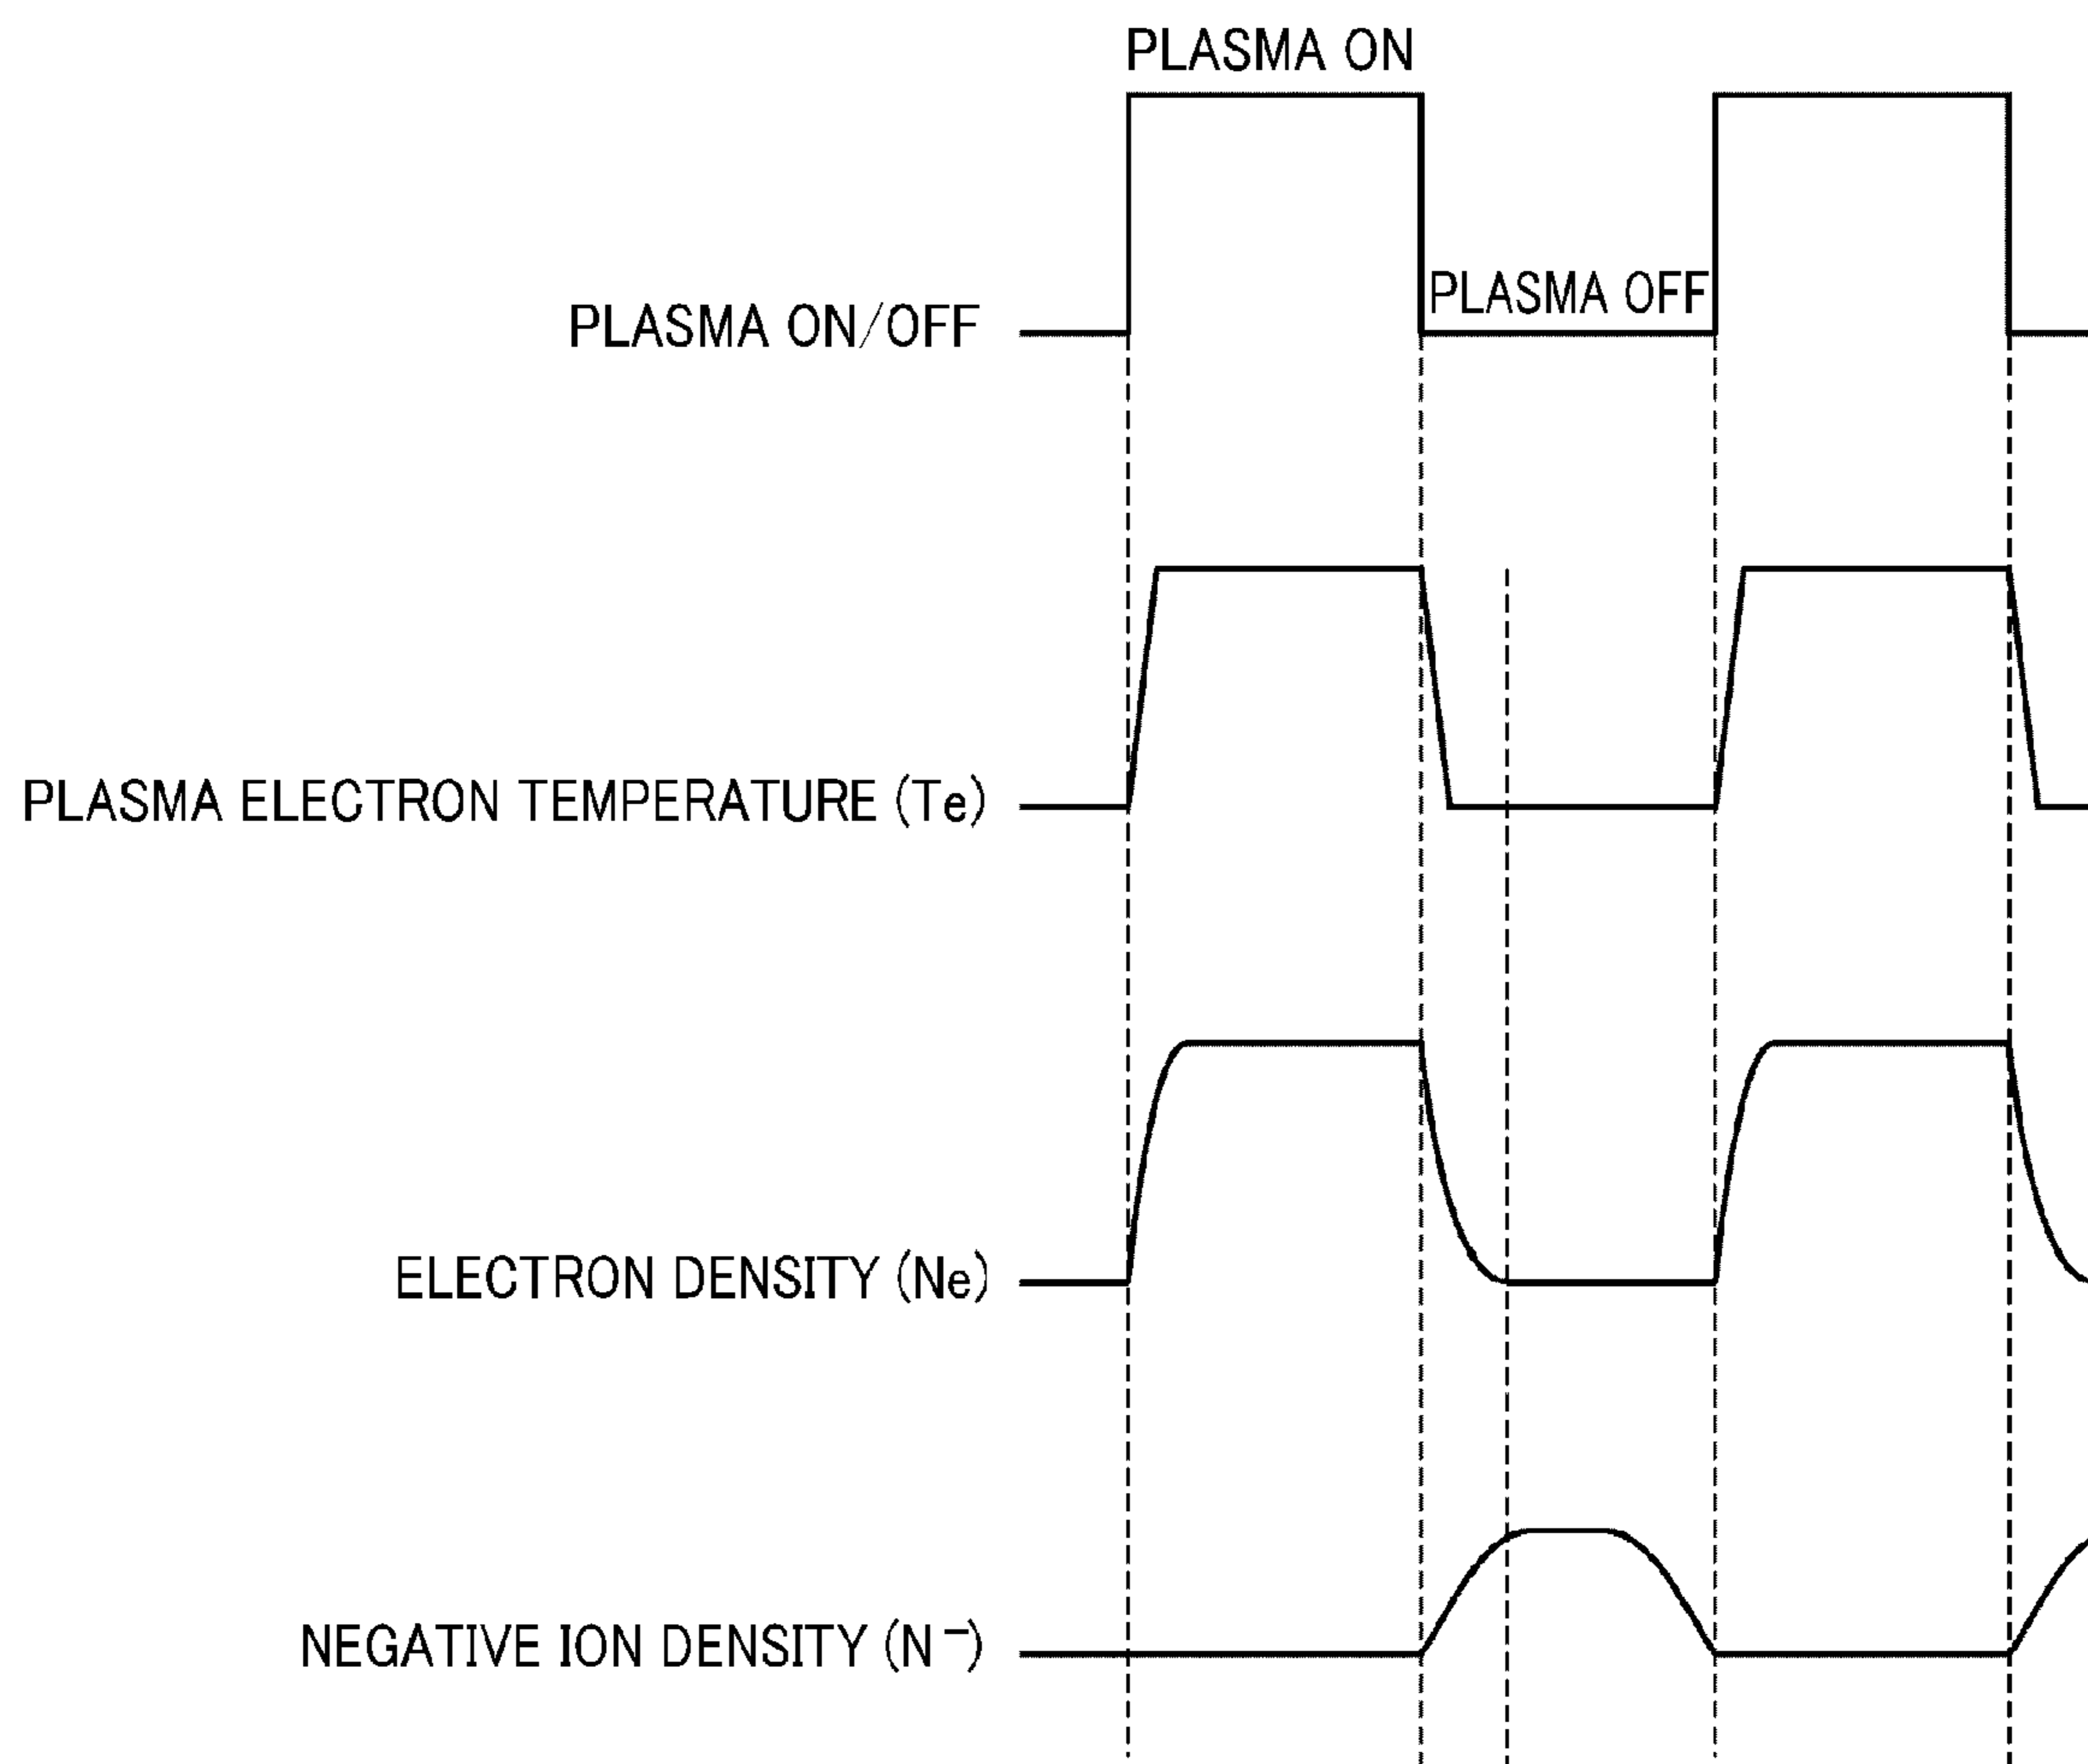 PLASMA ON
PLASMA OFF
PLASMA ON/OFF
PLASMA ELECTRON TEMPERATURE (Te)
ELECTRON DENSITY (Ne)
NEGATIVE ION DENSITY (N⁻)